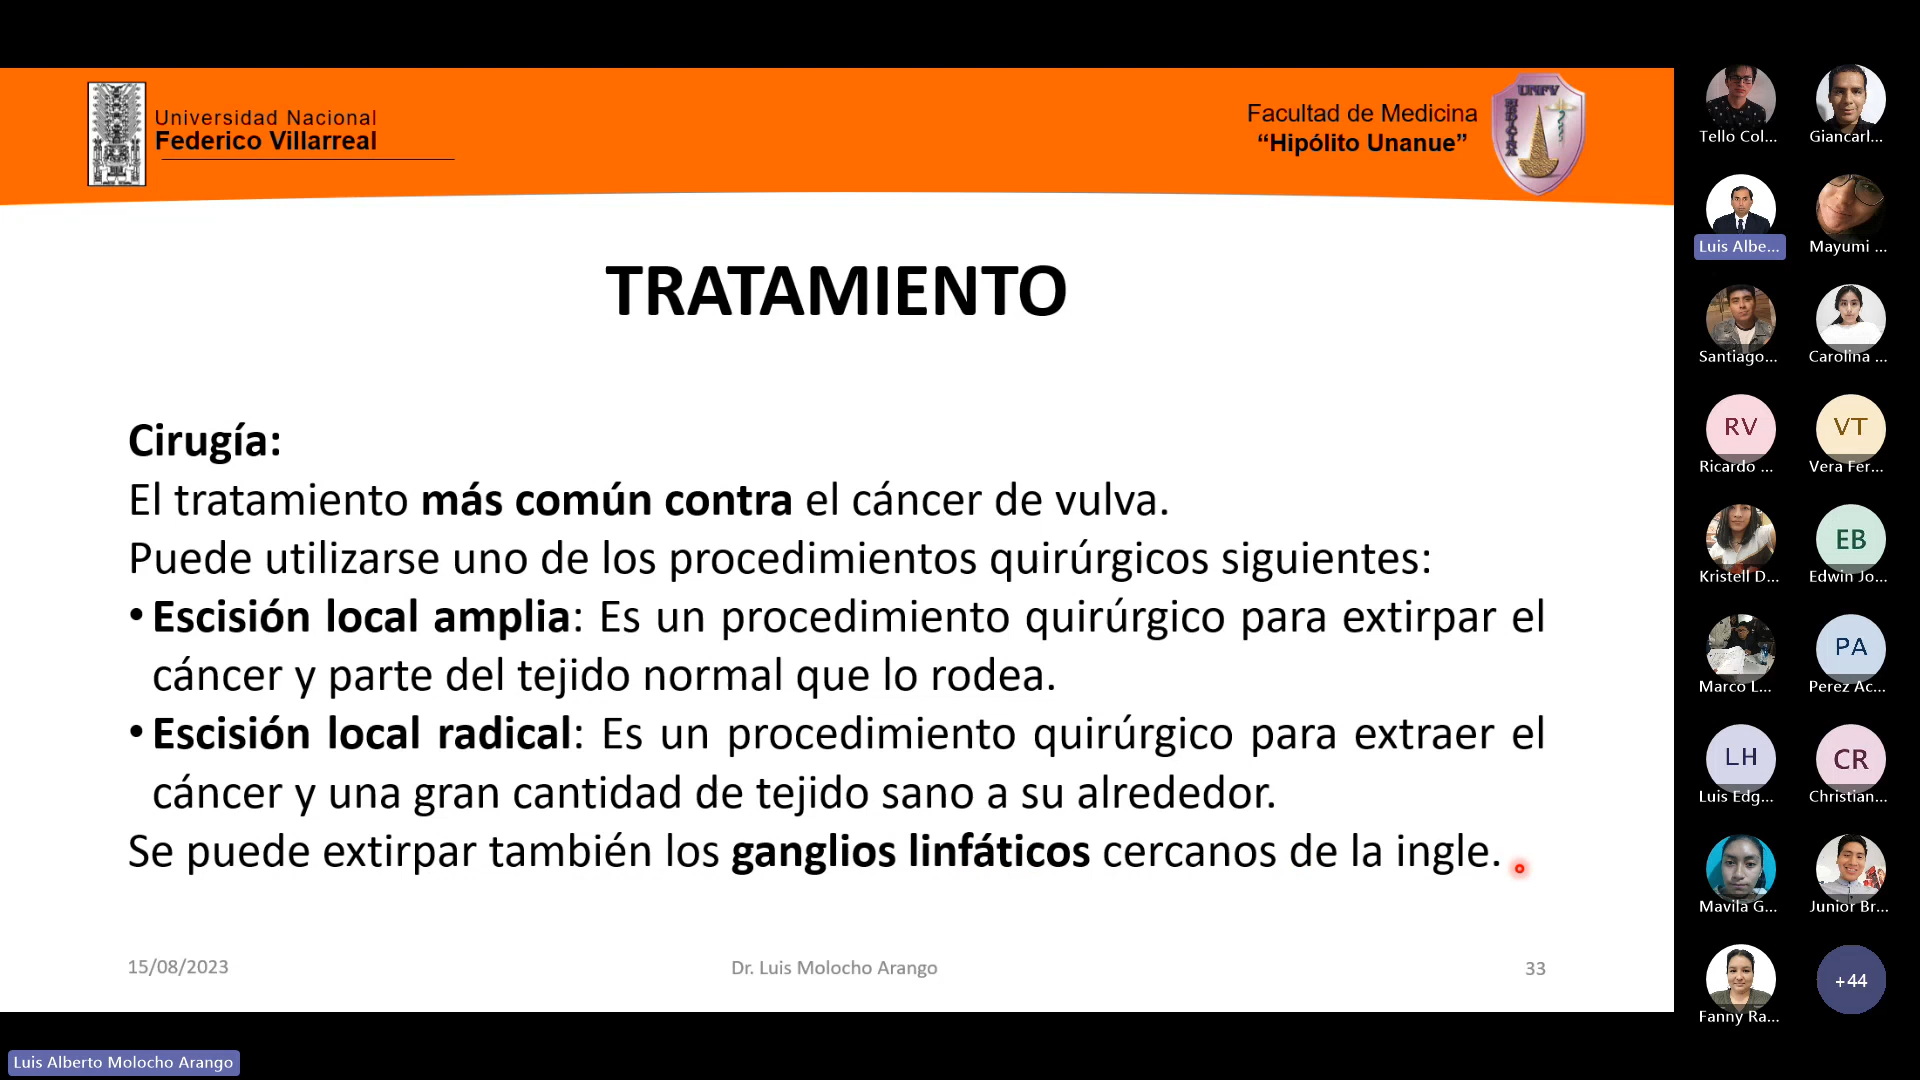 Universidad Nacional
Federico Villarreal
Facultad de Medicina
“Hipólito Unanue”
UNFV
MEDICINA
TRATAMIENTO
Cirugía:
El tratamiento más común contra el cáncer de vulva.
Puede utilizarse uno de los procedimientos quirúrgicos siguientes:
•Escisión local amplia: Es un procedimiento quirúrgico para extirpar el
cáncer y parte del tejido normal que lo rodea.
•Escisión local radical: Es un procedimiento quirúrgico para extraer el
cáncer y una gran cantidad de tejido sano a su alrededor.
Se puede extirpar también los ganglios linfáticos cercanos de la ingle.
15/08/2023
Dr. Luis Molocho Arango
33
Luis Alberto Molocho Arango
Tello Col...
Giancarl...
Luis Albe...
Mayumi ...
Santiago...
Carolina ...
RV
Ricardo ...
VT
Vera Fer...
Kristell D...
EB
Edwin Jo...
Marco L...
PA
Perez Ac...
LH
Luis Edg...
CR
Christian...
Mavila G...
Junior Br...
Fanny Ra...
+44